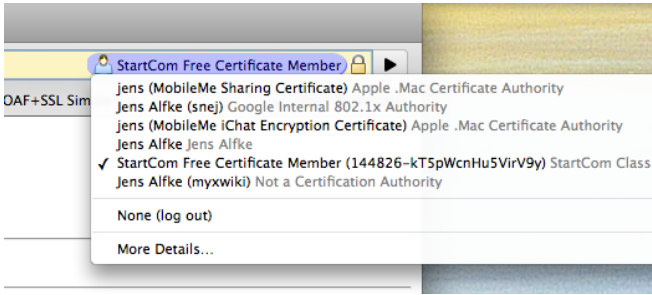 StartCom Free Certificate Member
OAF+SSL Sim
jens (MobileMe Sharing Certificate) Apple .Mac Certificate Authority
Jens Alfke (snej) Google Internal 802.1x Authority
jens (MobileMe iChat Encryption Certificate) Apple .Mac Certificate Authority
Jens Alfke Jens Alfke
✓ StartCom Free Certificate Member (144826-kT5pWcnHu5VirV9y) StartCom Class
Jens Alfke (myxwiki) Not a Certification Authority
None (log out)
More Details...